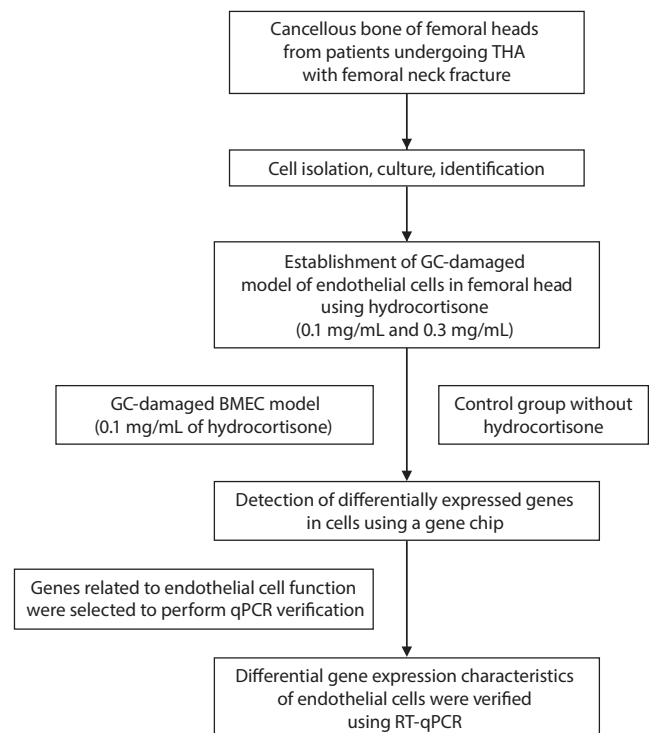 Cancellous bone of femoral heads
from patients undergoing THA
with femoral neck fracture
Cell isolation, culture, identification
Establishment of GC-damaged
model of endothelial cells in femoral head
using hydrocortisone
(0.1 mg/mL and 0.3 mg/mL)
GC-damaged BMEC model
(0.1 mg/mL of hydrocortisone)
Control group without
hydrocortisone
Detection of differentially expressed genes
in cells using a gene chip
Genes related to endothelial cell function
were selected to perform qPCR verification
Differential gene expression characteristics
of endothelial cells were verified
using RT-qPCR